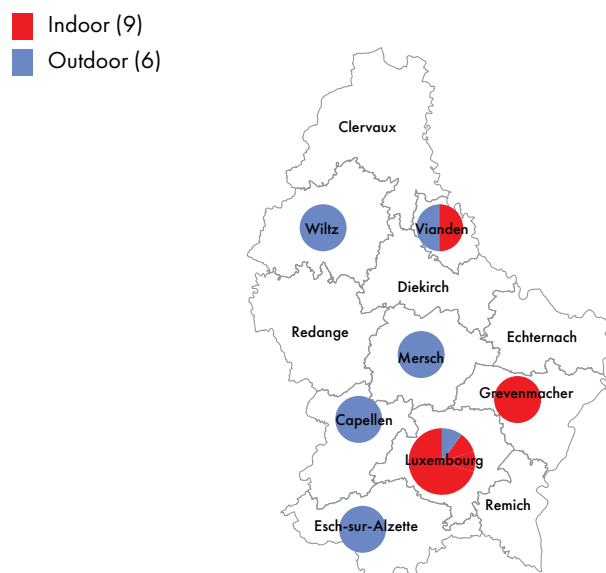 Indoor (9)
Outdoor (6)
Clervaux
Wiltz
Vianden
Diekirch
Redange
Echternach
Mersch
Grevenmacher
Capellen
Luxembourg
Remich
Esch-sur-Alzette